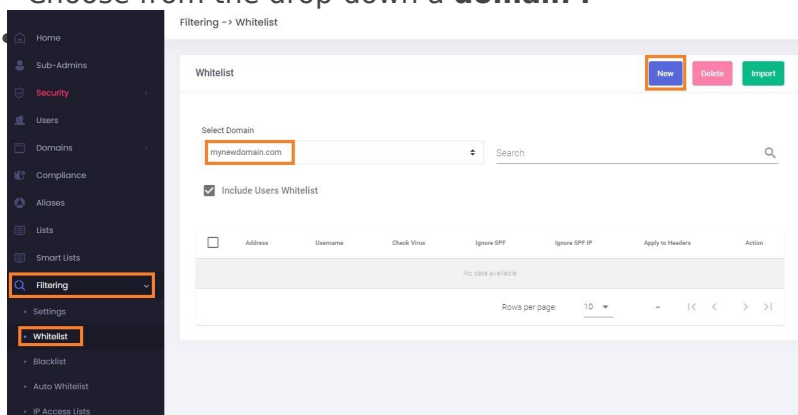 Choose from the drop-down a domain .
Filtering -> Whitelist
Home
Sub-Admins
Security
Users
Domains
Compliance
Aliases
Lists
Smart Lists
Filtering
Settings
Whitelist
Blacklist
Auto Whitelist
IP Access Lists
Whitelist
New Delete Import
Select Domain
mynewdomain.com Search
Include Users Whitelist
Address Username Check Virus Ignore SPF Ignore SPF IP Apply to Headers Action
No data available
Rows per page: 10 -